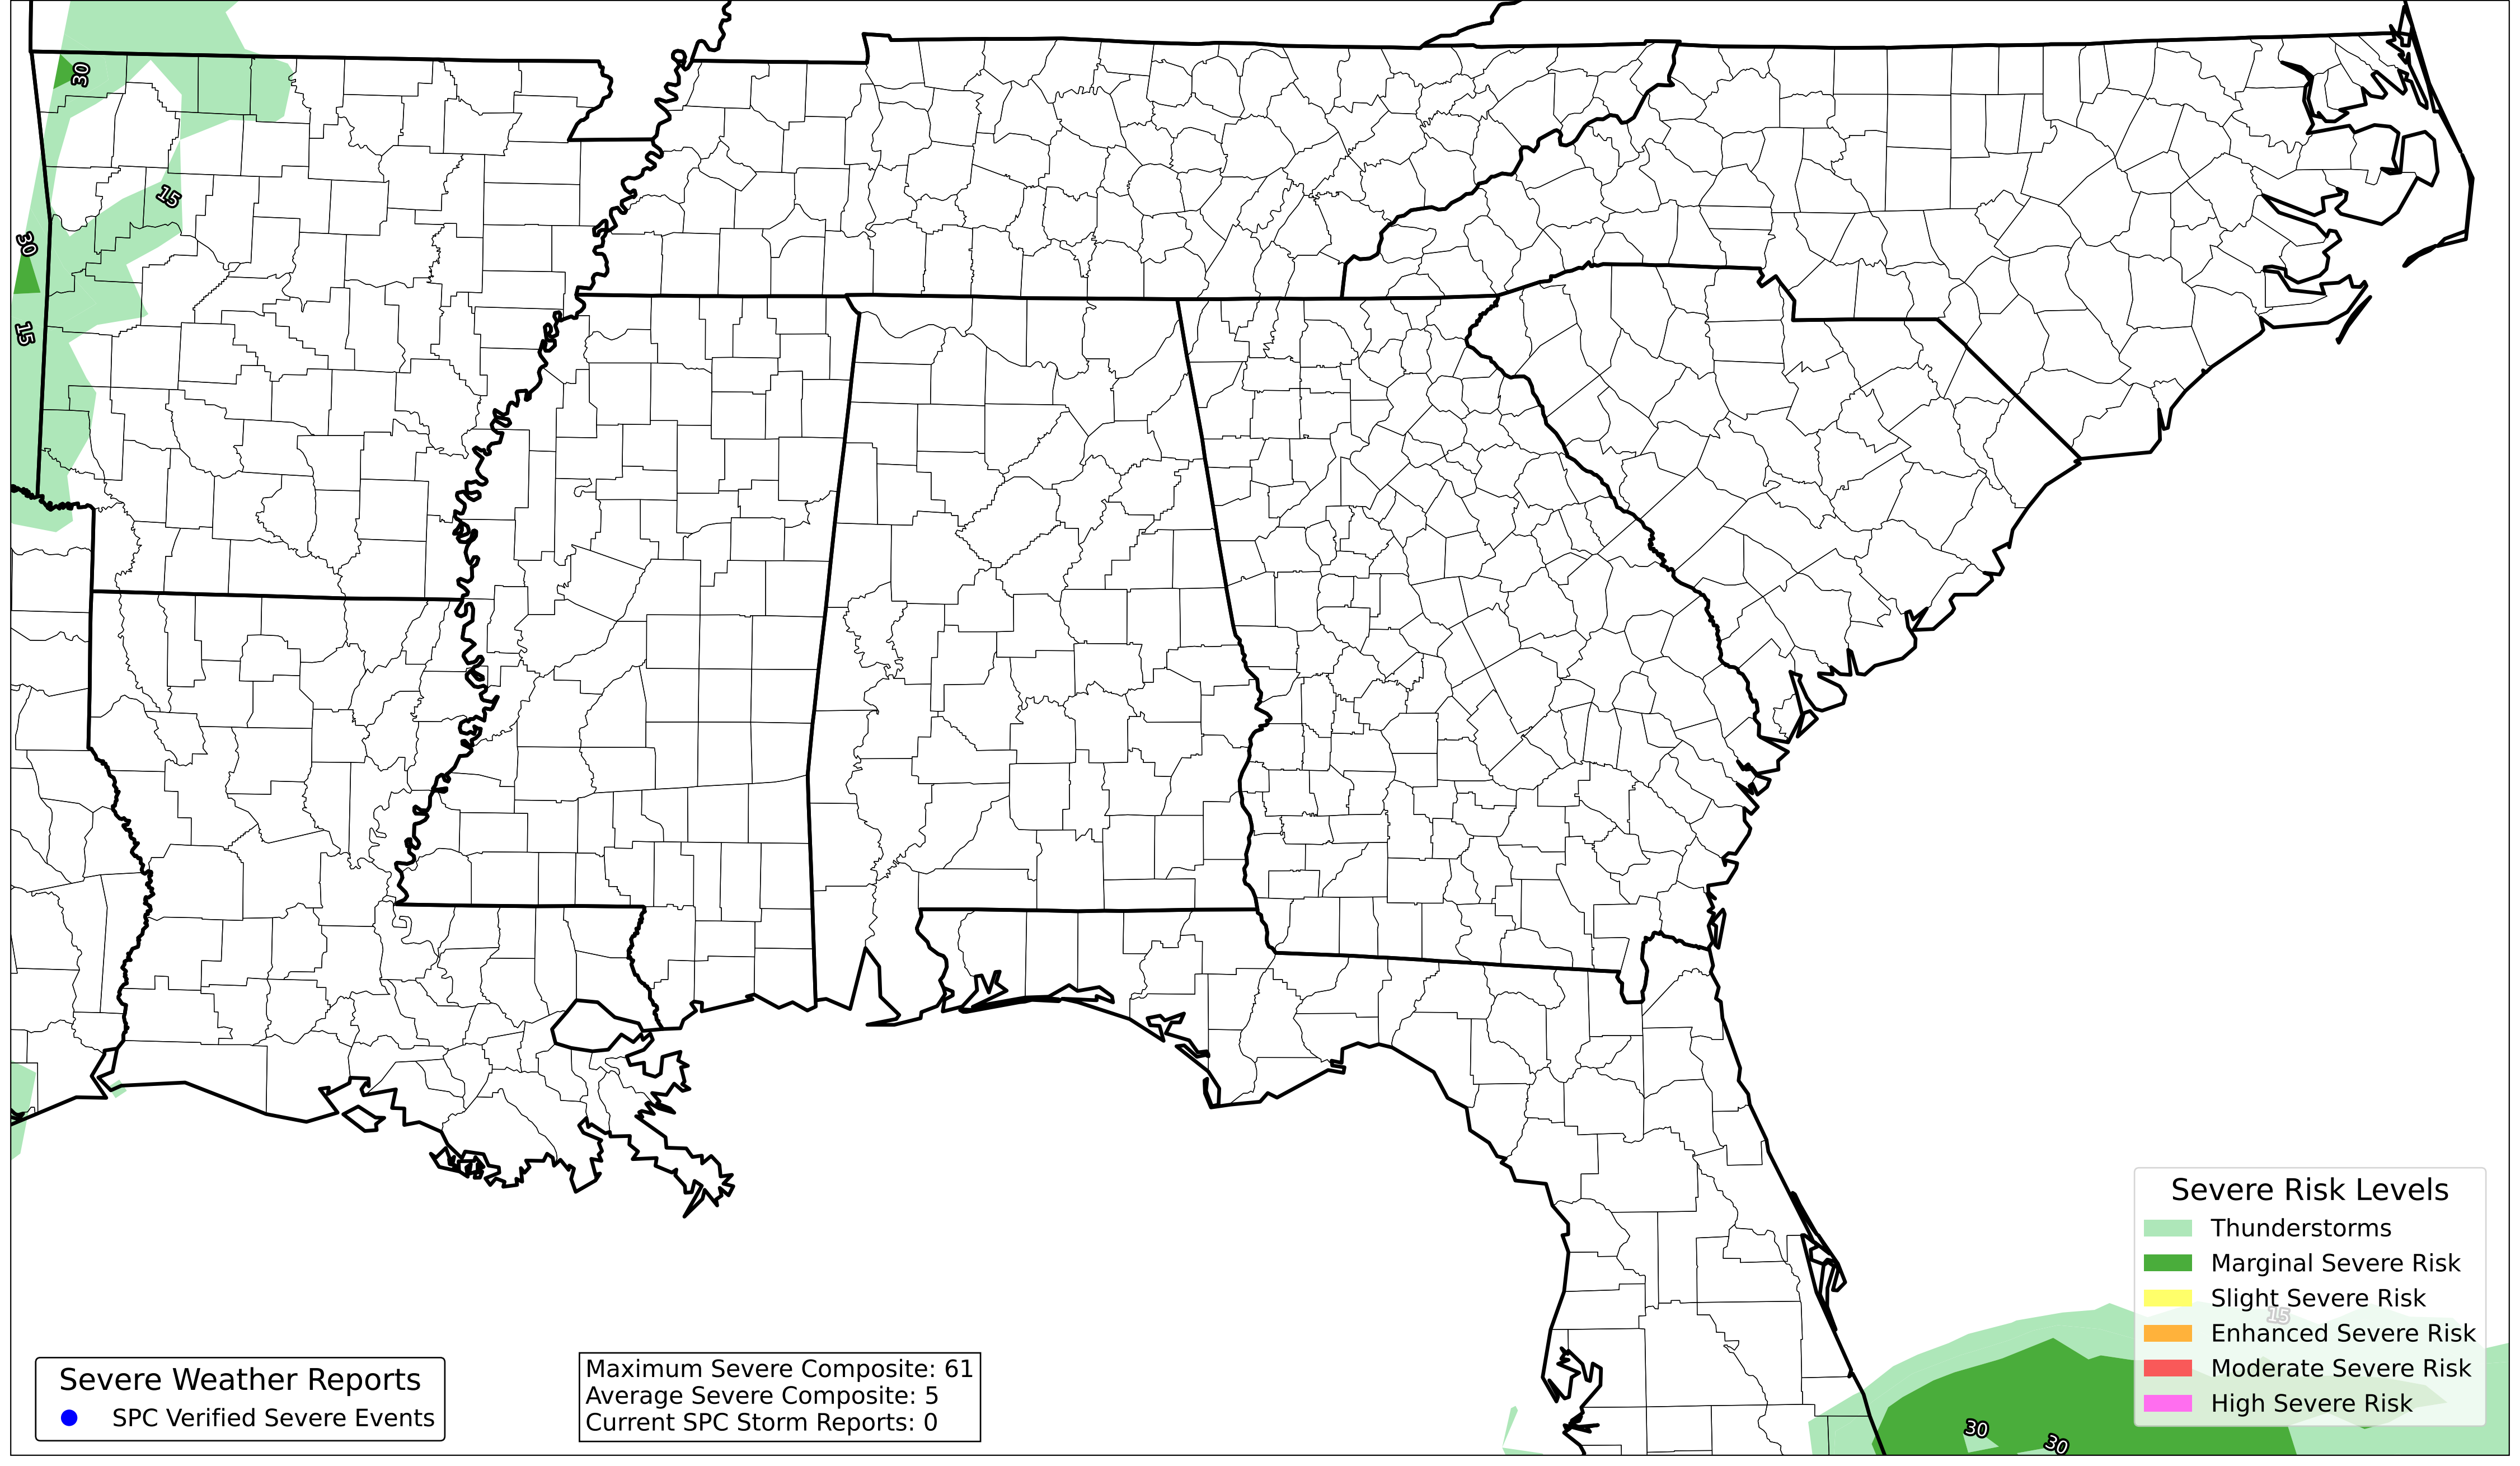 30
15
30
15
15
30
30
Severe Risk Levels
Thunderstorms
Marginal Severe Risk
Slight Severe Risk
Enhanced Severe Risk
Moderate Severe Risk
High Severe Risk
Severe Weather Reports
SPC Verified Severe Events
Maximum Severe Composite: 61
Average Severe Composite: 5
Current SPC Storm Reports: 0